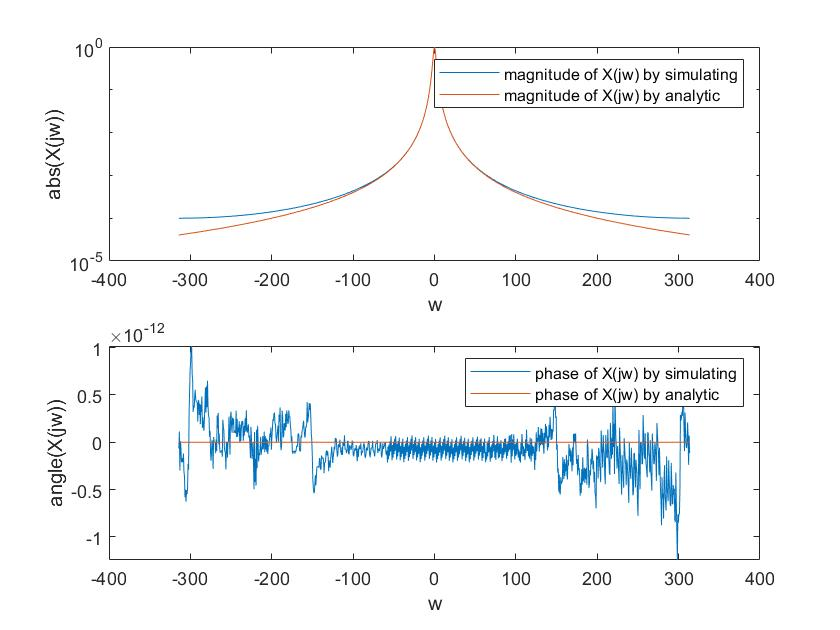 10^0
magnitude of X(jw) by simulating
magnitude of X(jw) by analytic
abs(X(jw))
10^-5
-400 -300 -200 -100 0 100 200 300 400
w
×10^-12
1
phase of X(jw) by simulating
phase of X(jw) by analytic
0.5
angle(X(jw))
0
-0.5
-1
-400 -300 -200 -100 0 100 200 300 400
w